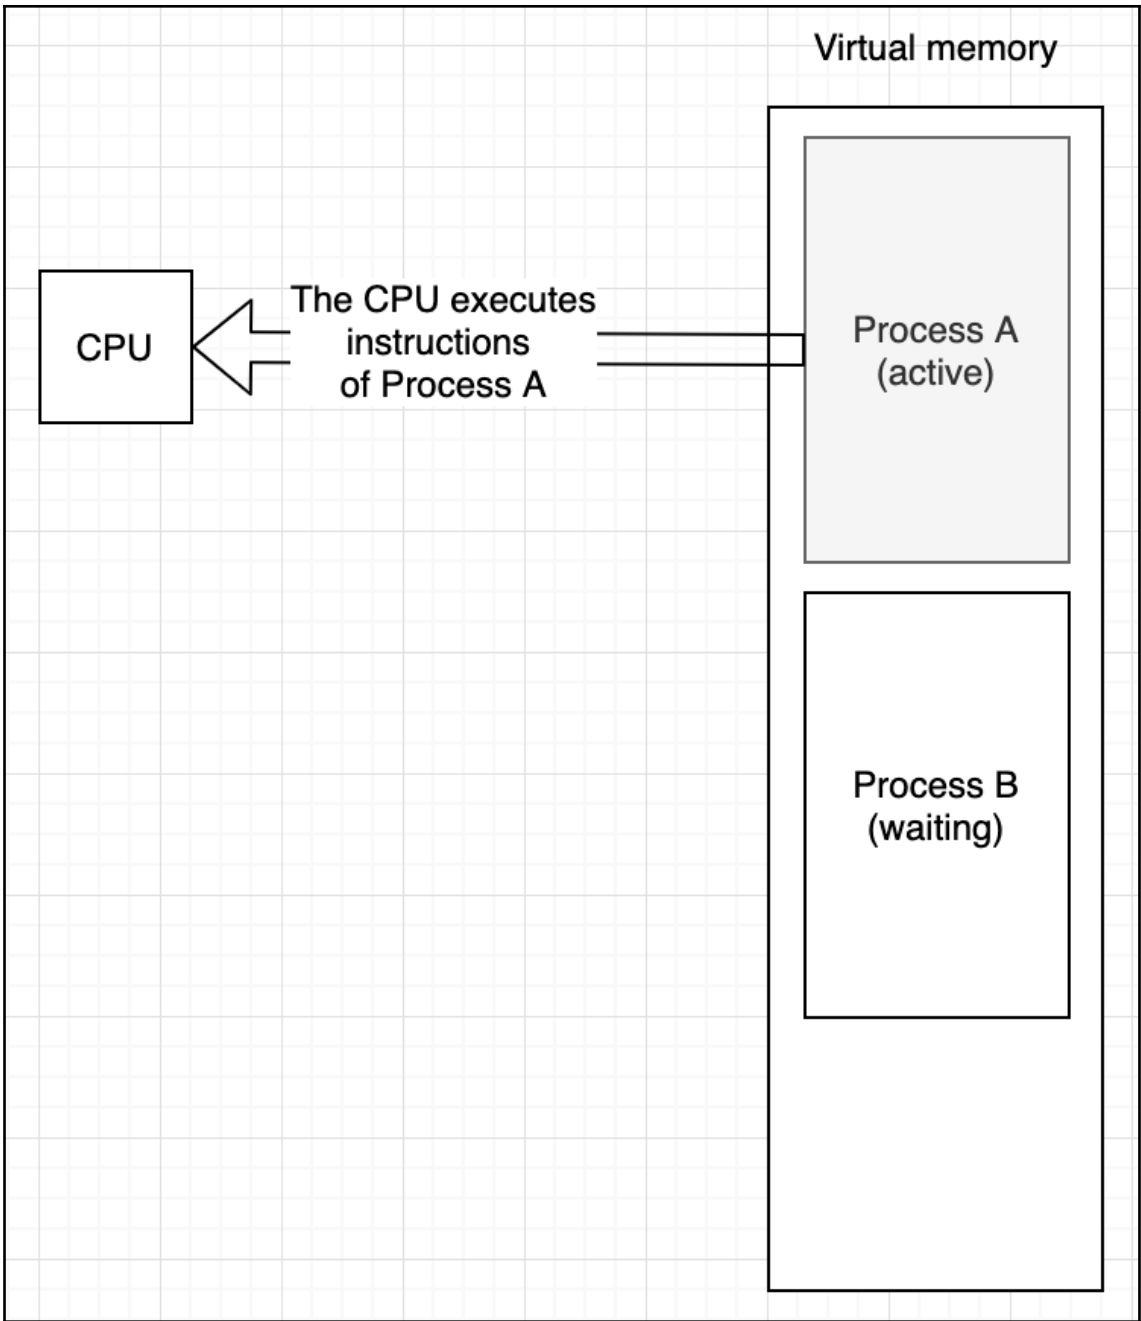 Virtual memory
CPU
The CPU executes
instructions
of Process A
Process A
(active)
Process B
(waiting)